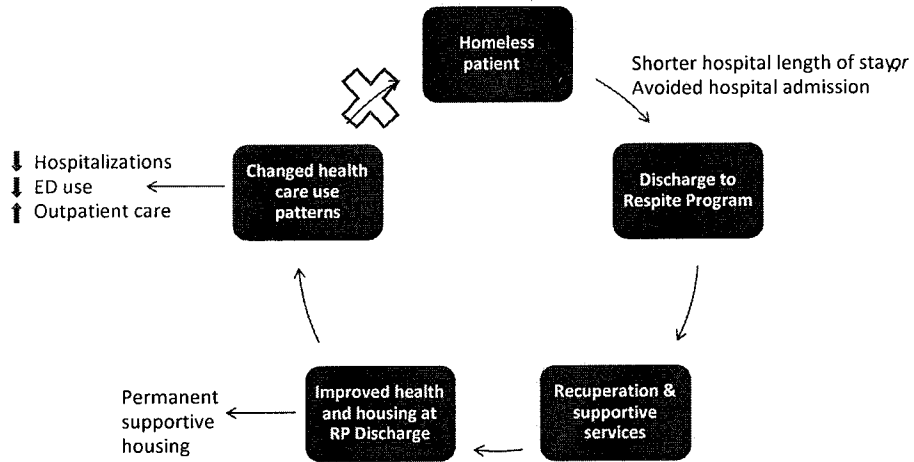 Homeless
patient
Shorter hospital length of stay,or
Avoided hospital admission
Discharge to
Respite Program
Recuperation &
supportive
services
Improved health
and housing at
RP Discharge
Permanent
supportive
housing
Changed health
care use
patterns
Hospitalizations
ED use
Outpatient care